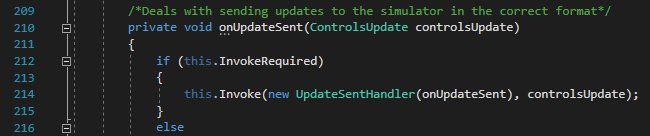 209 /*Deals with sending updates to the simulator in the correct format*/
210 private void onUpdateSent(ControlsUpdate controlsUpdate)
211 {
212 if (this.InvokeRequired)
213 {
214 this.Invoke(new UpdateSentHandler(onUpdateSent), controlsUpdate);
215 }
216 else